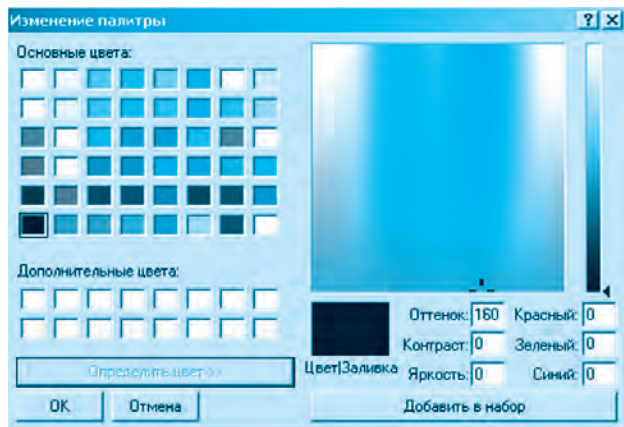 Изменение палитры
Основные цвета:
Дополнительные цвета:
Определить цвет >>
ОК Отмена
Оттенок: 160 Красный: 0
Контраст: 0 Зеленый: 0
Цвет|Заливка Яркость: 0 Синий: 0
Добавить в набор